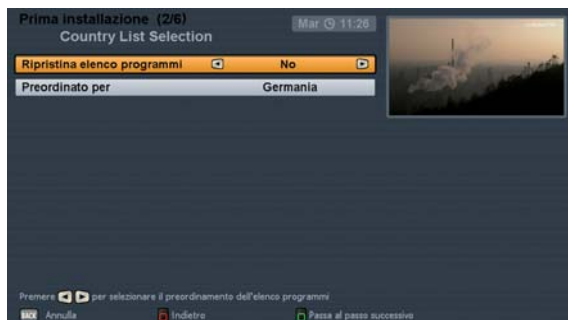 Prima installazione (2/6)
Mar 11:26
Country List Selection
Ripristina elenco programmi No
Preordinato per Germania
Premere per selezionare il preordinamento dell'elenco programmi
BACK Annulla Indietro Passa al passo successivo